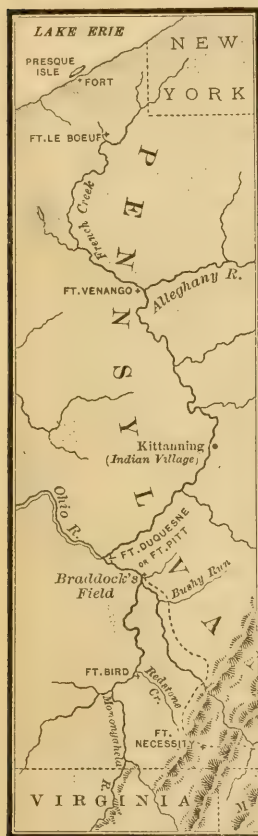 LAKE ERIE
NEW
YORK
PRESQUE
ISLE
FORT
FT. LE BOEUF
French Creek
PENNSYLVA
FT. VENANGO
Alleghany R.
Kittanning
(Indian Village)
Ohio R.
FT. DUQUESNE
OR FT. PITT
Braddock's
Field
Bushy Run
FT. BIRD
Redstone
Cr.
Monongahela
R.
FT.
NECESSITY
VIRGINIA
M